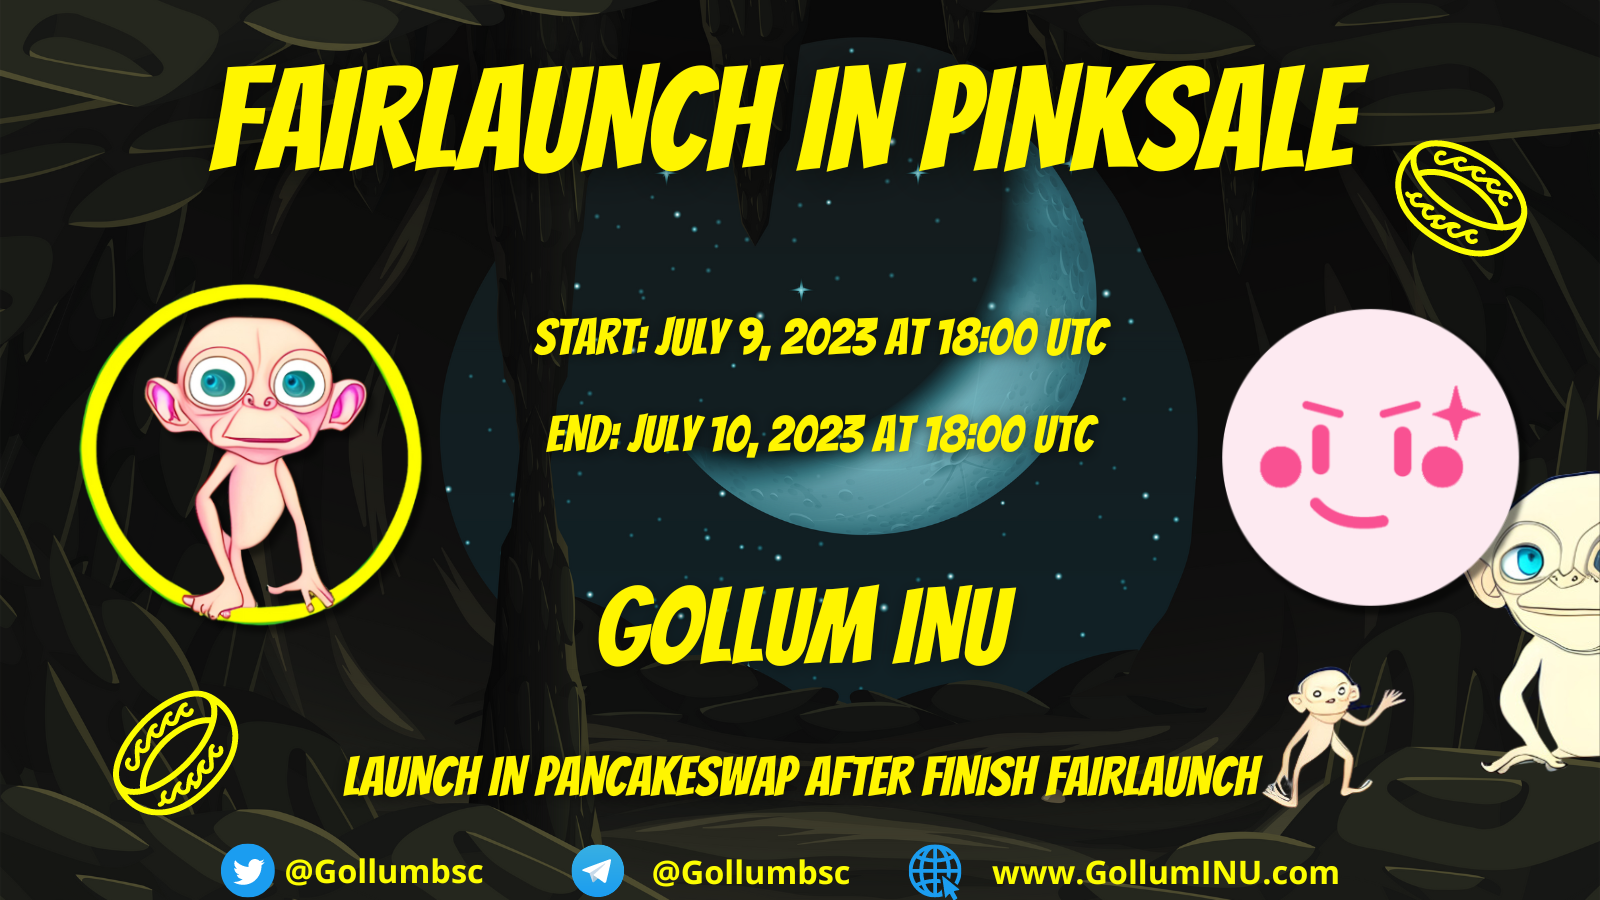 FAIRLAUNCH IN PINKSALE
START: JULY 9, 2023 AT 18:00 UTC
END: JULY 10, 2023 AT 18:00 UTC
GOLLUM INU
LAUNCH IN PANCAKESWAP AFTER FINISH FAIRLAUNCH
@Gollumbsc @Gollumbsc www.GollumINU.com